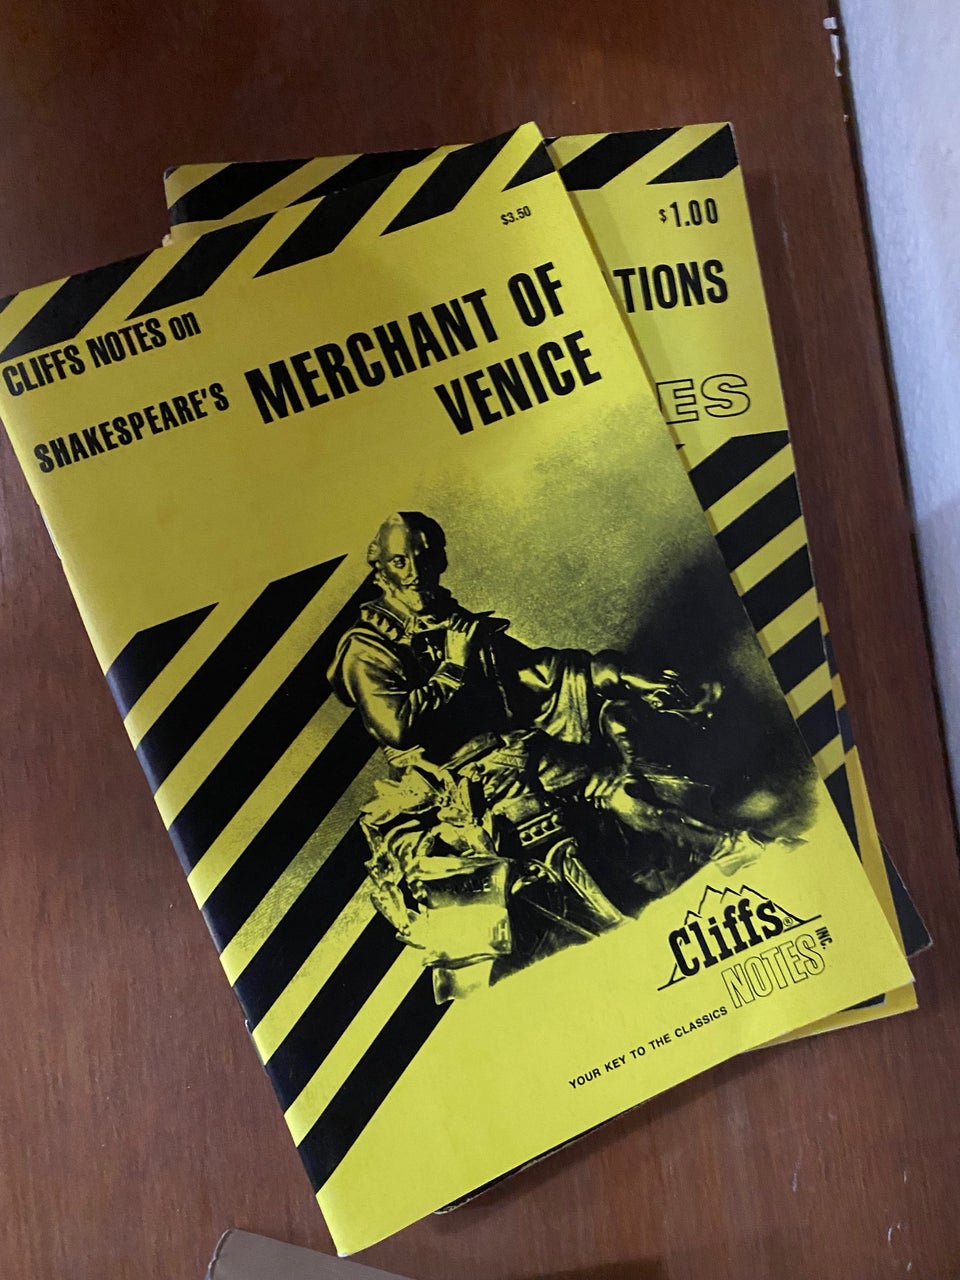 $3.50
CLIFFS NOTES on
SHAKESPEARE'S MERCHANT OF
VENICE
Cliffs®
NOTES INC.
YOUR KEY TO THE CLASSICS
$1.00
TIONS
ES